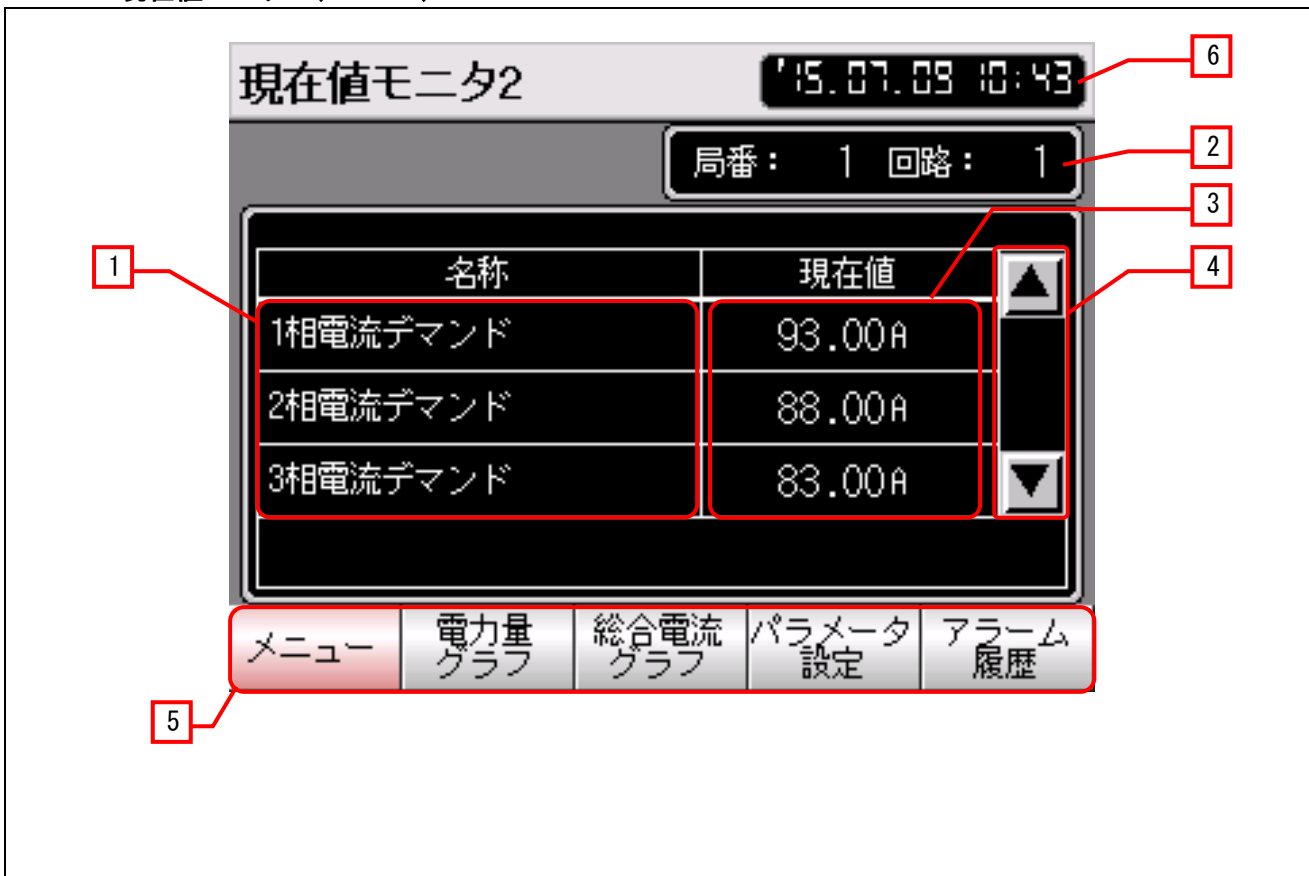 現在値モニタ2
'15.07.09 10:43
6
局番： 1 回路： 1
2
3
1
名称 現在値
4
1相電流デマンド 93.00A
2相電流デマンド 88.00A
3相電流デマンド 83.00A
メニュー
電力量
グラフ
総合電流
グラフ
パラメータ
設定
アラーム
履歴
5